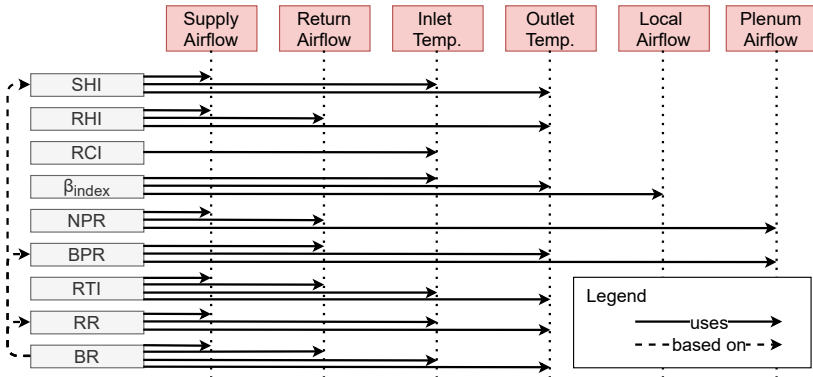 Supply Airflow
Return Airflow
Inlet Temp.
Outlet Temp.
Local Airflow
Plenum Airflow
SHI
RHI
RCI
βindex
NPR
BPR
RTI
RR
BR
Legend
uses
based on